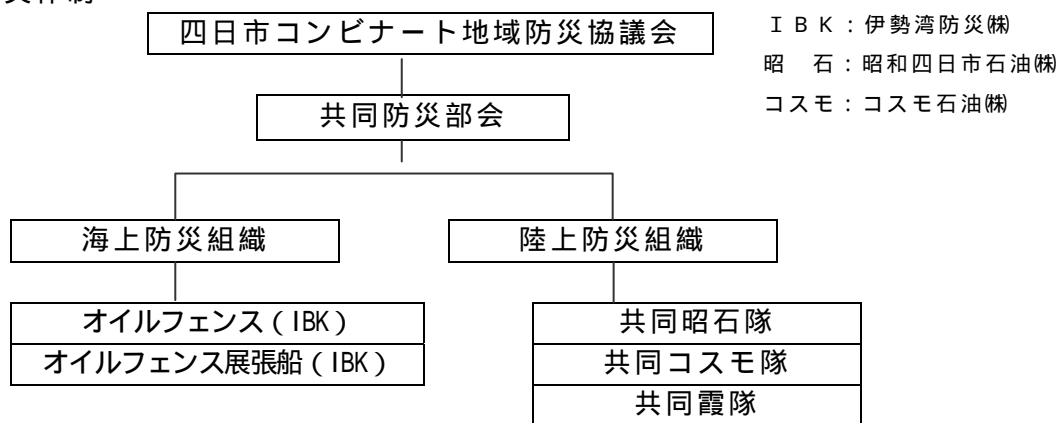 四日市コンビナート地域防災協議会
ＩＢＫ：伊勢湾防災㈱
昭　石：昭和四日市石油㈱
コスモ：コスモ石油㈱
共同防災部会
海上防災組織
陸上防災組織
オイルフェンス（IBK）
オイルフェンス展張船（IBK）
共同昭石隊
共同コスモ隊
共同霞隊